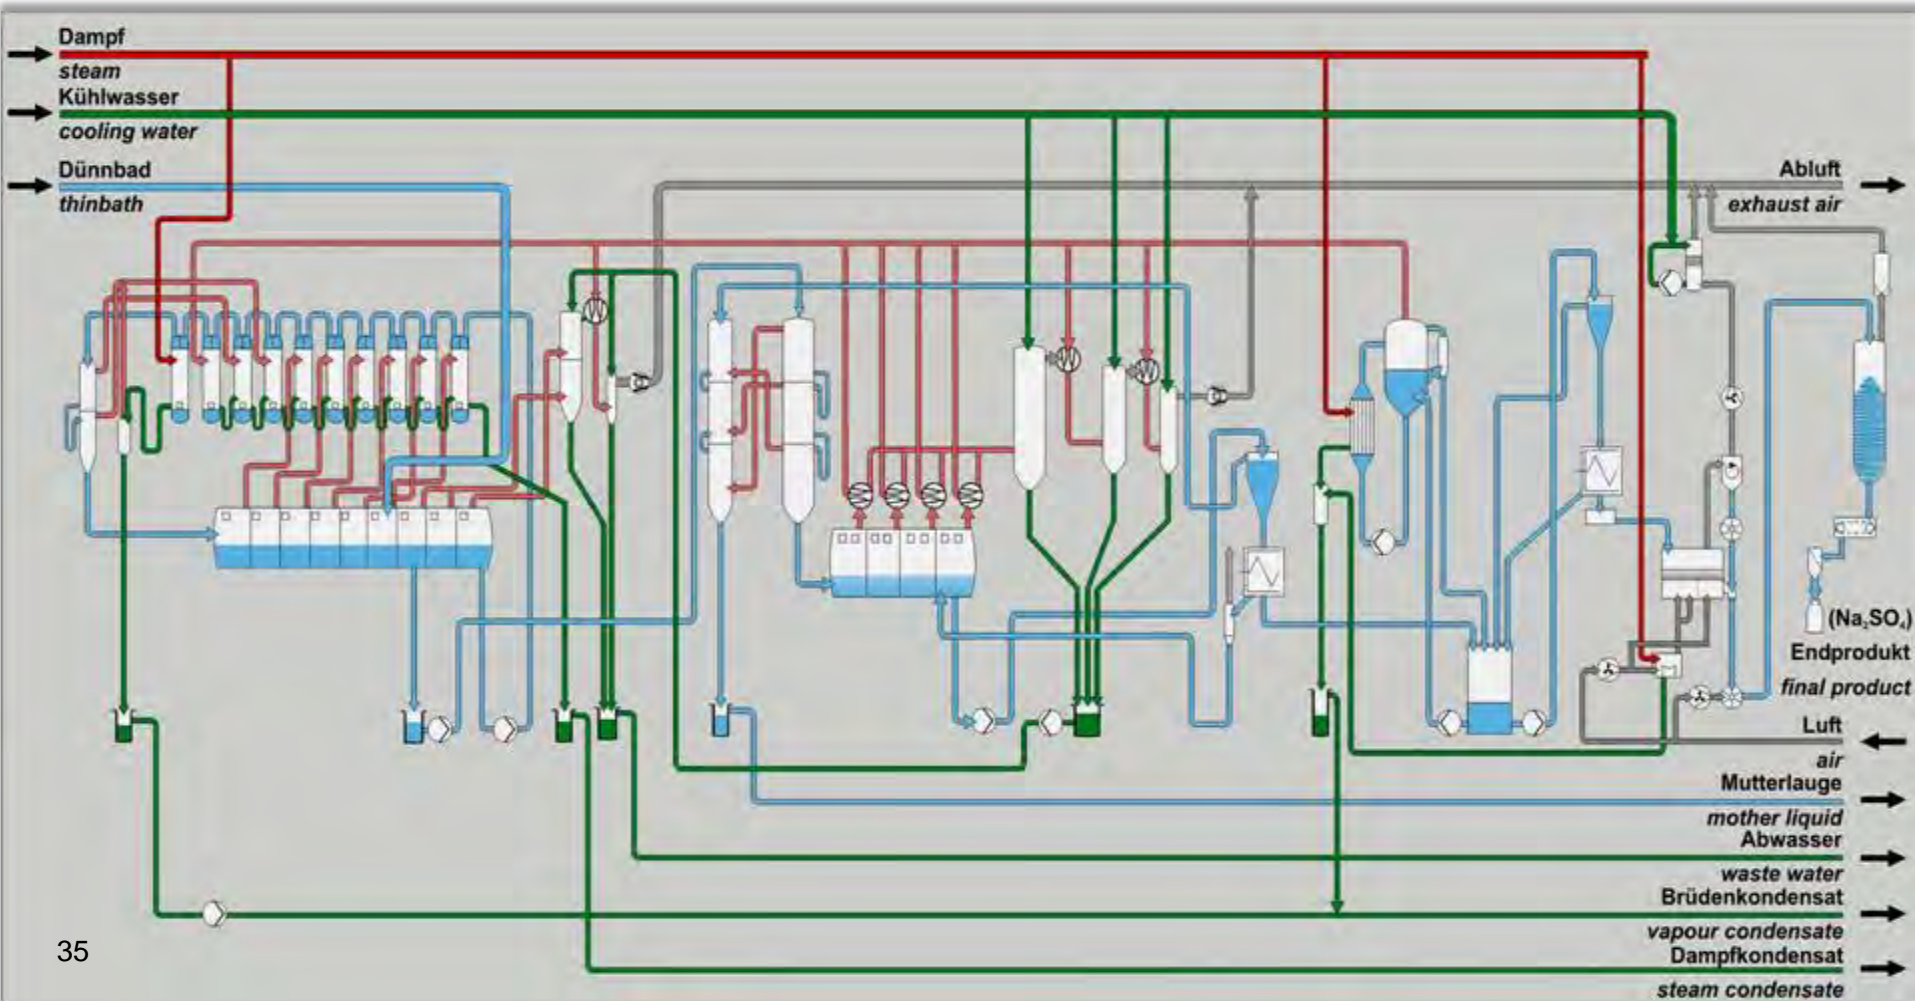 Dampf
steam
Kühlwasser
cooling water
Dünnbad
thinbath
Abluft
exhaust air
(Na₂SO₄)
Endprodukt
final product
Luft
air
Mutterlauge
mother liquid
Abwasser
waste water
Brüdenkondensat
vapour condensate
Dampfkondensat
steam condensate
35